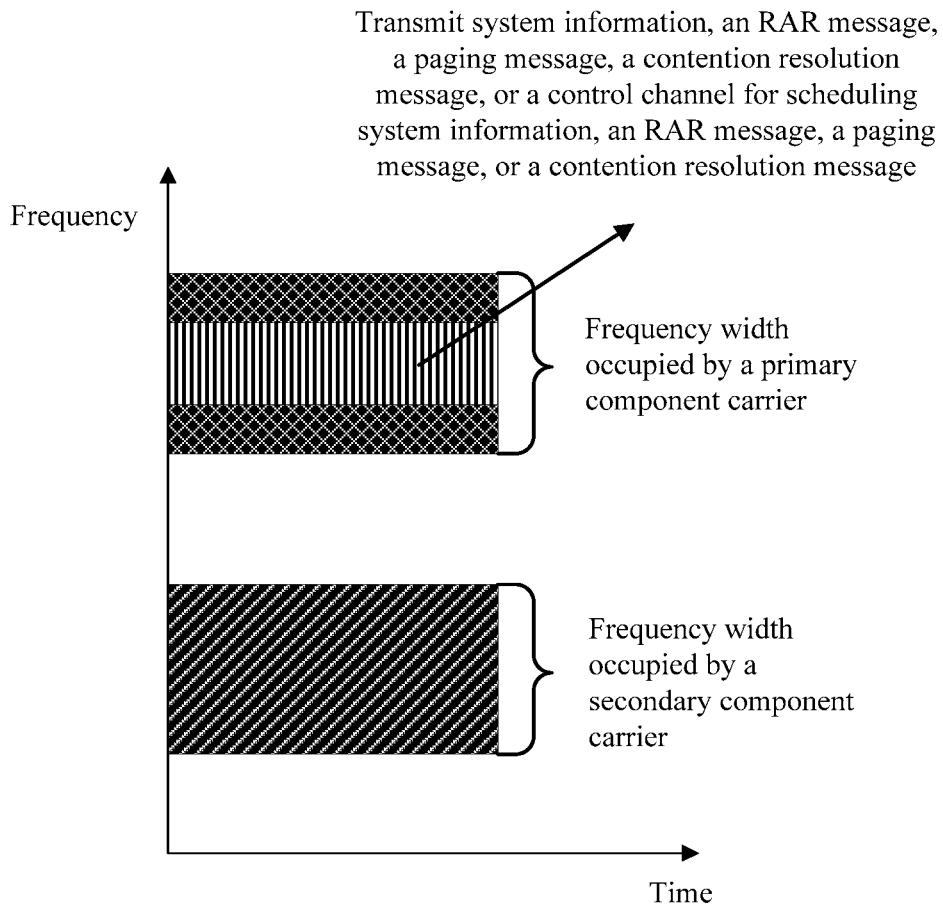 Transmit system information, an RAR message,
a paging message, a contention resolution
message, or a control channel for scheduling
system information, an RAR message, a paging
message, or a contention resolution message
Frequency
Frequency width
occupied by a primary
component carrier
Frequency width
occupied by a
secondary component
carrier
Time